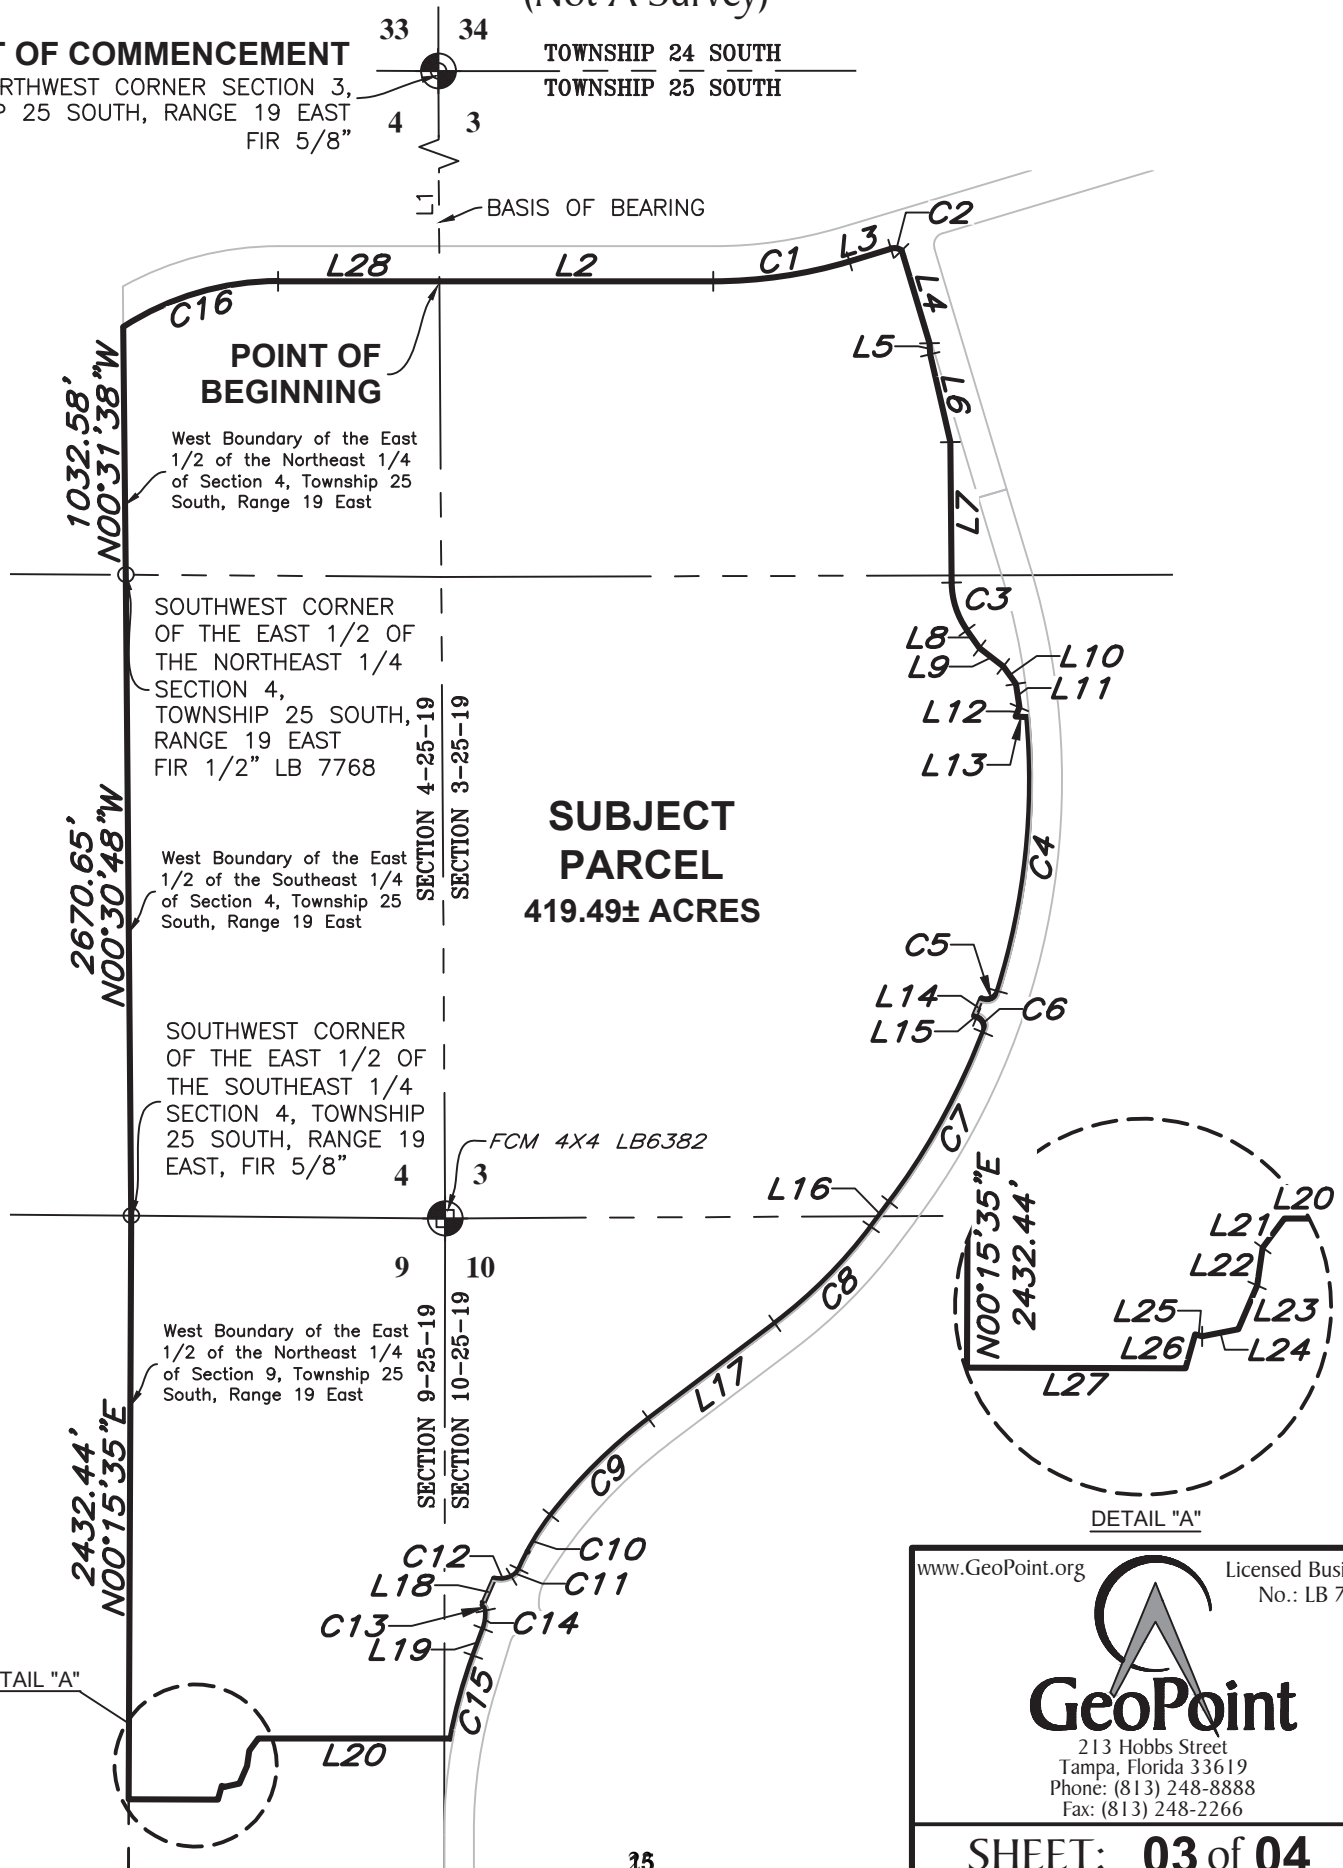 (Not A Survey)
33 34
OF COMMENCEMENT
TOWNSHIP 24 SOUTH
TOWNSHIP 25 SOUTH
CORNER SECTION 3,
25 SOUTH, RANGE 19 EAST
FIR 5/8"
4 3
L1
BASIS OF BEARING
C2
L28
L2
C1
L3
C16
L4
POINT OF
BEGINNING
L5
L6
1032.58'
N00°31'38"W
West Boundary of the East
1/2 of the Northeast 1/4
of Section 4, Township 25
South, Range 19 East
L7
C3
SOUTHWEST CORNER
OF THE EAST 1/2 OF
THE NORTHEAST 1/4
SECTION 4,
TOWNSHIP 25 SOUTH,
RANGE 19 EAST
FIR 1/2" LB 7768
L8
L9
L10
L11
L12
L13
SECTION 4-25-19
SECTION 3-25-19
SUBJECT
PARCEL
419.49± ACRES
2670.65'
N00°30'48"W
West Boundary of the East
1/2 of the Southeast 1/4
of Section 4, Township 25
South, Range 19 East
C4
C5
L14
L15
C6
SOUTHWEST CORNER
OF THE EAST 1/2 OF
THE SOUTHEAST 1/4
SECTION 4, TOWNSHIP
25 SOUTH, RANGE 19
EAST, FIR 5/8"
FCM 4X4 LB6382
4 3
C7
L16
9 10
C8
West Boundary of the East
1/2 of the Northeast 1/4
of Section 9, Township 25
South, Range 19 East
SECTION 9-25-19
SECTION 10-25-19
N00°15'35"E
2432.44'
L20
L21
L22
L23
L25
L26
L24
L27
DETAIL "A"
L17
C9
2432.44'
N00°15'35"E
C10
C12
C11
L18
C13
C14
L19
C15
"A"
L20
www.GeoPoint.org
Licensed
No.: LB
GeoPoint
213 Hobbs Street
Tampa, Florida 33619
Phone: (813) 248-8888
Fax: (813) 248-2266
SHEET: 03 of 04